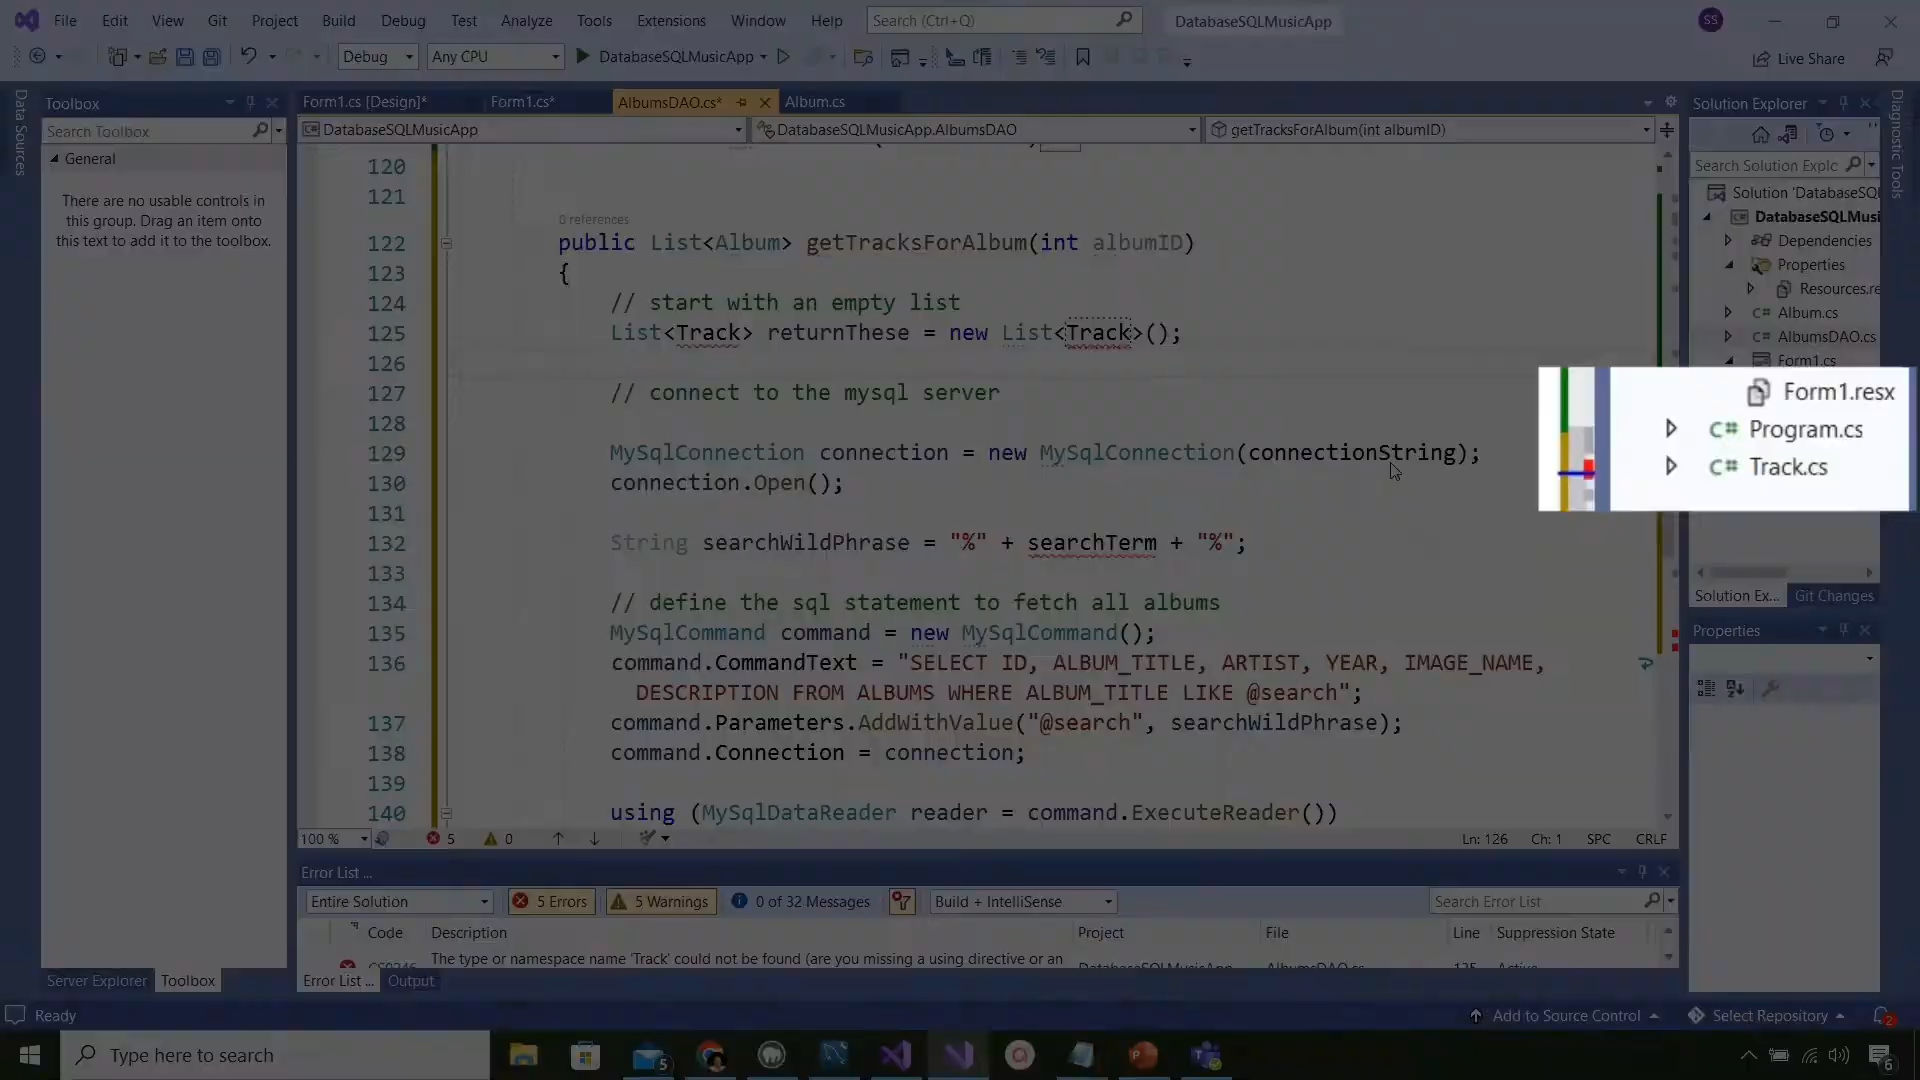 File Edit View Git Project Build Debug Test Analyze Tools Extensions Window Help Search (Ctrl+Q) DatabaseSQLMusicApp SS
Debug Any CPU DatabaseSQLMusicApp Live Share
Data Sources
Toolbox
Search Toolbox
General
There are no usable controls in
this group. Drag an item onto
this text to add it to the toolbox.
Server Explorer Toolbox
Form1.cs [Design]* Form1.cs* AlbumsDAO.cs* Album.cs
DatabaseSQLMusicApp DatabaseSQLMusicApp.AlbumsDAO getTracksForAlbum(int albumID)
120
121
0 references
122 public List<Album> getTracksForAlbum(int albumID)
123 {
124 // start with an empty list
125 List<Track> returnThese = new List<Track>();
126
127 // connect to the mysql server
128
129 MySqlConnection connection = new MySqlConnection(connectionString);
130 connection.Open();
131
132 String searchWildPhrase = "%" + searchTerm + "%";
133
134 // define the sql statement to fetch all albums
135 MySqlCommand command = new MySqlCommand();
136 command.CommandText = "SELECT ID, ALBUM_TITLE, ARTIST, YEAR, IMAGE_NAME,
DESCRIPTION FROM ALBUMS WHERE ALBUM_TITLE LIKE @search";
137 command.Parameters.AddWithValue("@search", searchWildPhrase);
138 command.Connection = connection;
139
140 using (MySqlDataReader reader = command.ExecuteReader())
100 % 5 0 Ln: 126 Ch: 1 SPC CRLF
Error List ...
Entire Solution 5 Errors 5 Warnings 0 of 32 Messages Build + IntelliSense Search Error List
Code Description Project File Line Suppression State
The type or namespace name 'Track' could not be found (are you missing a using directive or an
Error List ... Output
Solution Explorer
Search Solution Explc
Solution 'DatabaseSQL
DatabaseSQLMusi
Dependencies
Properties
Resources.re
C# Album.cs
C# AlbumsDAO.cs
Form1.cs
Form1.resx
C# Program.cs
C# Track.cs
Solution Ex... Git Changes
Properties
Diagnostic Tools
Ready Add to Source Control Select Repository 2
Type here to search 5 6